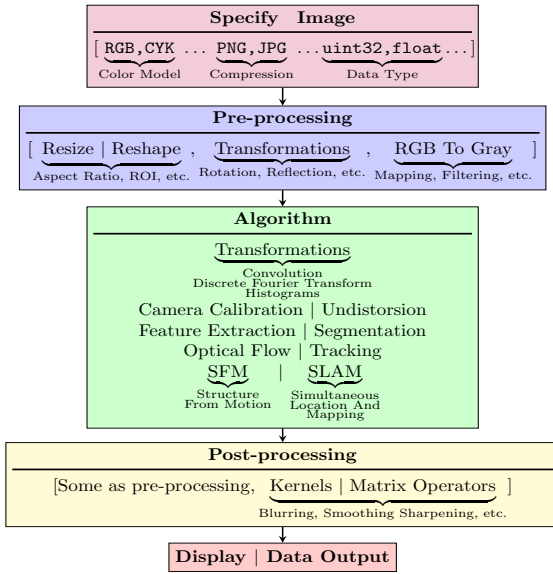 Specify Image
[ RGB,CYK ... PNG,JPG ...uint32,float...]
Color Model Compression Data Type
Pre-processing
[ Resize | Reshape , Transformations , RGB To Gray ]
Aspect Ratio, ROI, etc. Rotation, Reflection, etc. Mapping, Filtering, etc.
Algorithm
Transformations
Convolution
Discrete Fourier Transform
Histograms
Camera Calibration | Undistorsion
Feature Extraction | Segmentation
Optical Flow | Tracking
SFM | SLAM
Structure Simultaneous
From Motion Location And
Mapping
Post-processing
[Some as pre-processing, Kernels | Matrix Operators ]
Blurring, Smoothing Sharpening, etc.
Display | Data Output